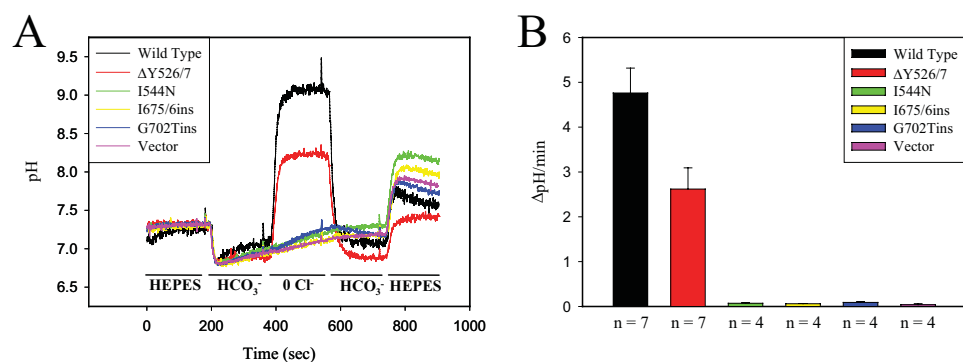 A
Wild Type
ΔY526/7
I544N
I675/6ins
G702Tins
Vector
9.5
9.0
8.5
8.0
7.5
7.0
6.5
pH
HEPES
HCO₃⁻
0 Cl⁻
HCO₃⁻
HEPES
0
200
400
600
800
1000
Time (sec)
B
Wild Type
ΔY526/7
I544N
I675/6ins
G702Tins
Vector
6
5
4
3
2
1
0
ΔpH/min
n = 7
n = 7
n = 4
n = 4
n = 4
n = 4